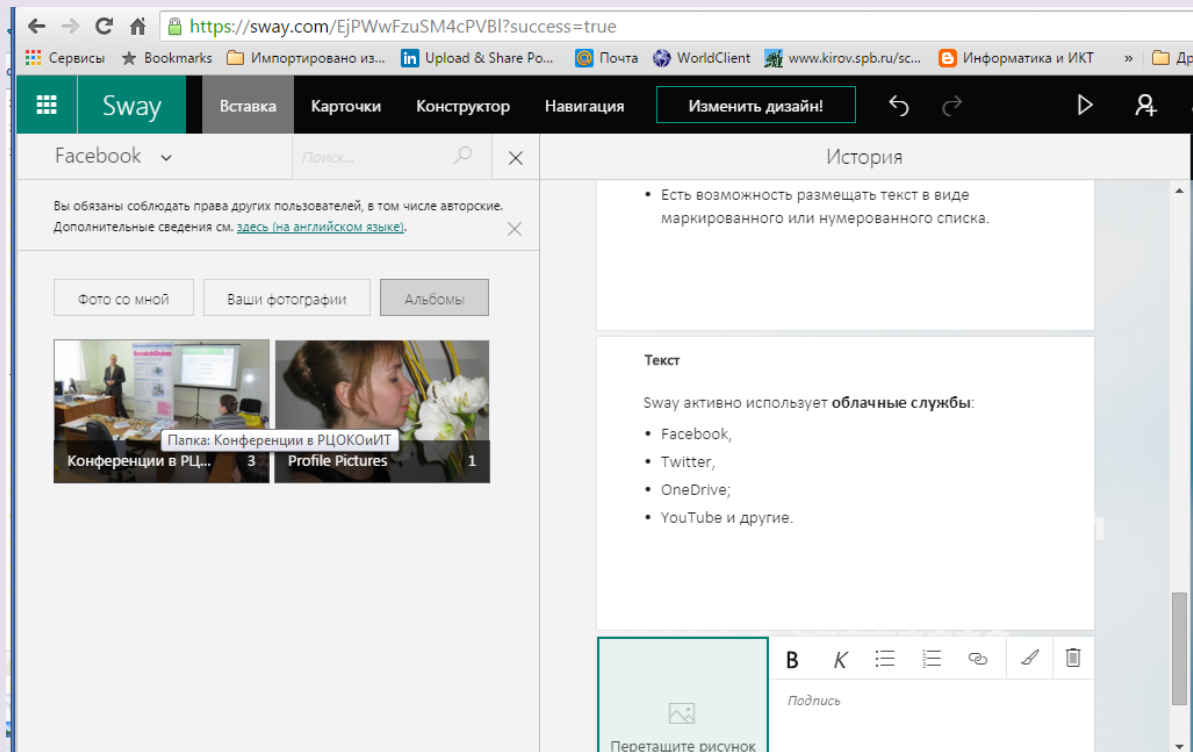 https://sway.com/EjPWwFzuSM4cPVBl?success=true
Сервисы Bookmarks Импортировано из... Upload & Share Po... Почта WorldClient www.kirov.spb.ru/sc... Информатика и ИКТ » Др
Sway Вставка Карточки Конструктор Навигация Изменить дизайн!
Facebook Поиск... История
Вы обязаны соблюдать права других пользователей, в том числе авторские.
Дополнительные сведения см. здесь (на английском языке).
Фото со мной Ваши фотографии Альбомы
ScratchDuino
Папка: Конференции в РЦОКОиИТ
Конференции в РЦ... 3 Profile Pictures 1
• Есть возможность размещать текст в виде
маркированного или нумерованного списка.
Текст
Sway активно использует облачные службы:
• Facebook,
• Twitter,
• OneDrive;
• YouTube и другие.
B K
Подпись
Перетащите рисунок